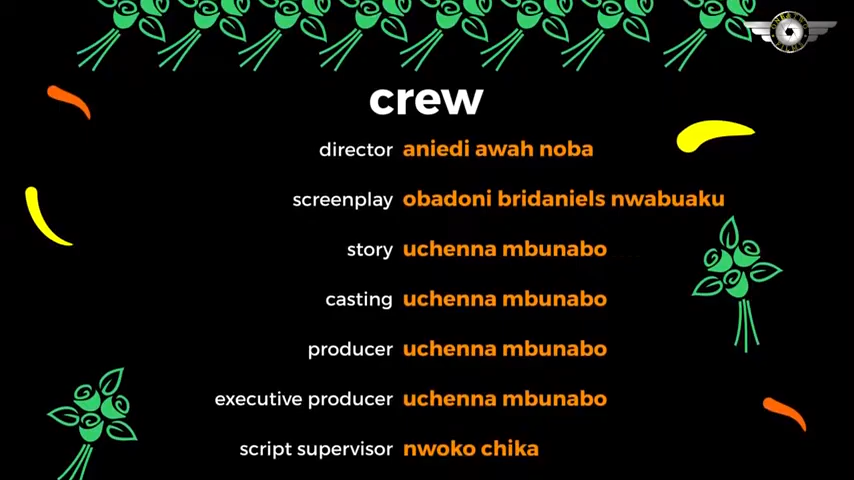 crew
director aniedi awah noba
screenplay obadoni bridaniels nwabuaku
story uchenna mbunabo
casting uchenna mbunabo
producer uchenna mbunabo
executive producer uchenna mbunabo
script supervisor nwoko chika